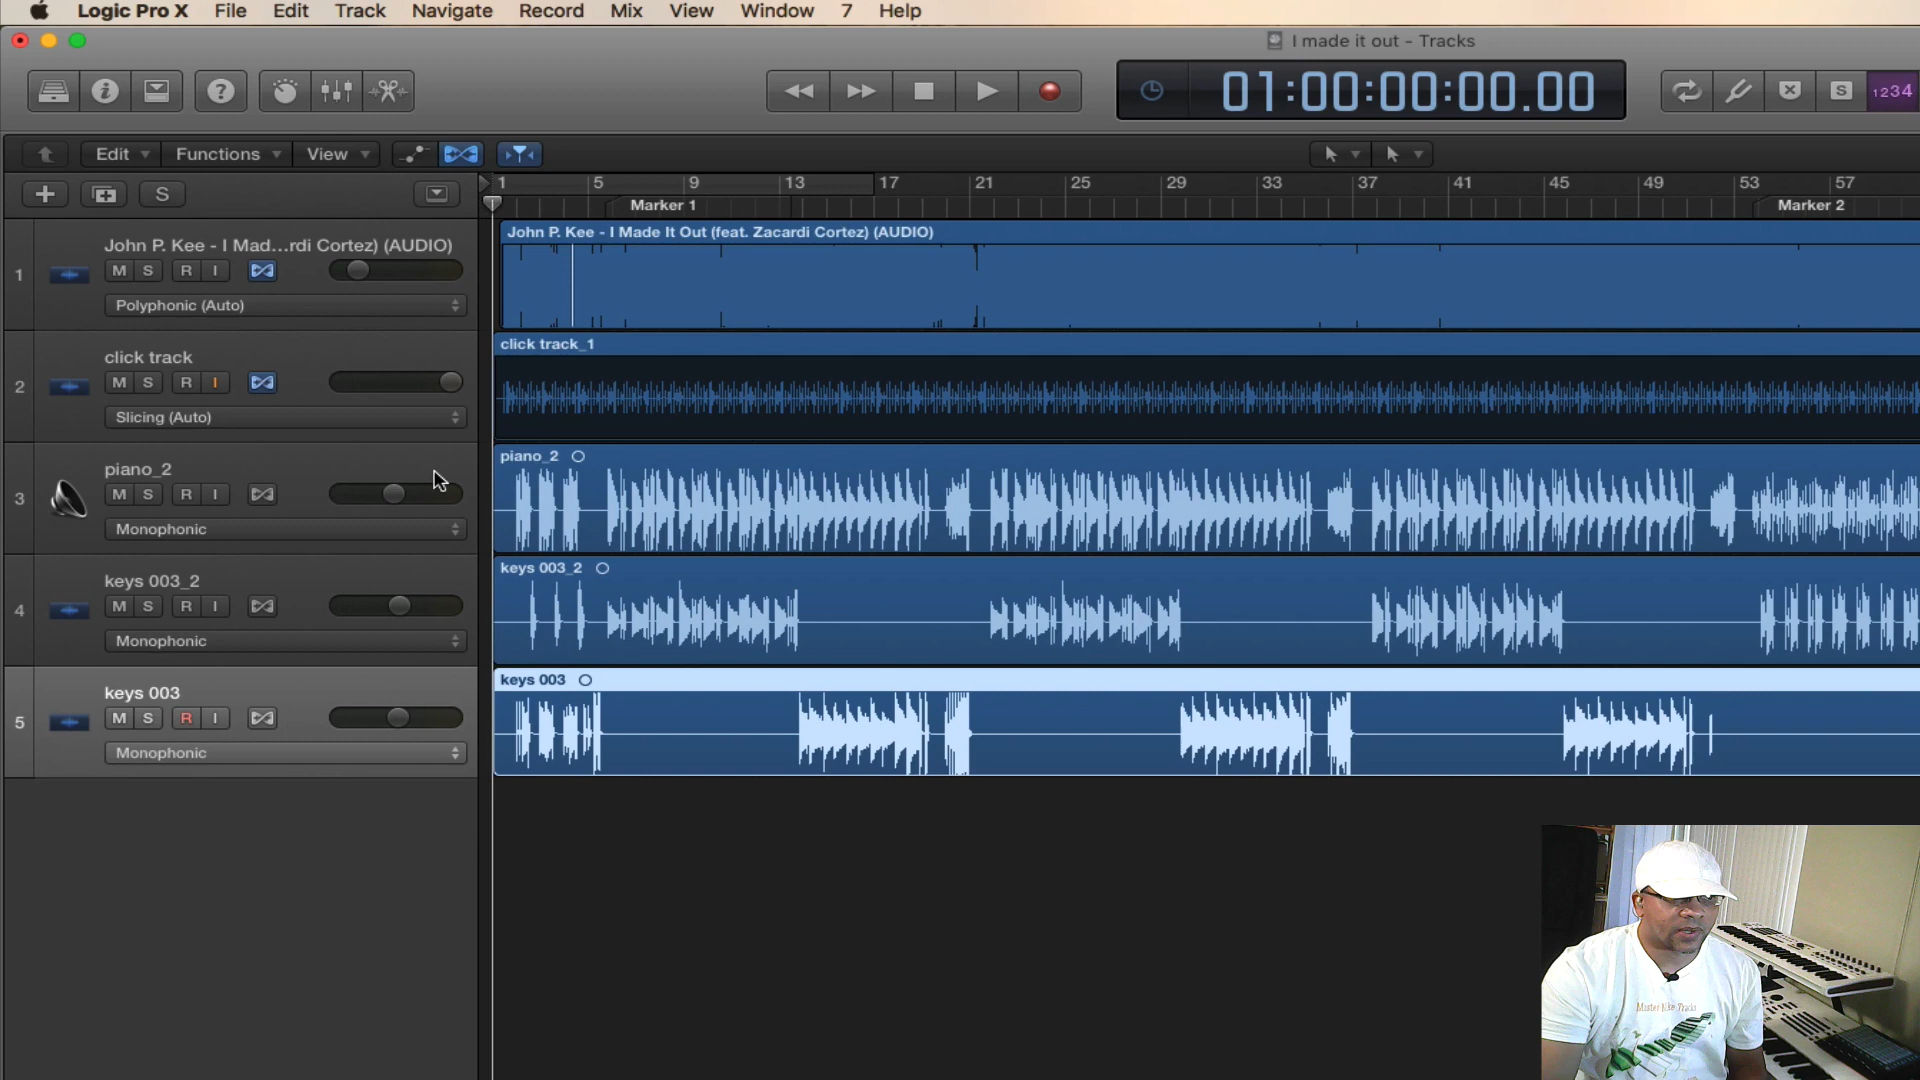 Logic Pro X File Edit Track Navigate Record Mix View Window 7 Help
I made it out - Tracks
01:00:00:00.00
S
1234
Edit Functions View
S
1 5 9 13 17 21 25 29 33 37 41 45 49 53 57
Marker 1 Marker 2
1
John P. Kee - I Mad...rdi Cortez) (AUDIO)
M S R I
Polyphonic (Auto)
John P. Kee - I Made It Out (feat. Zacardi Cortez) (AUDIO)
2
click track
M S R I
Slicing (Auto)
click track_1
3
piano_2
M S R I
Monophonic
piano_2
4
keys 003_2
M S R I
Monophonic
keys 003_2
5
keys 003
M S R I
Monophonic
keys 003